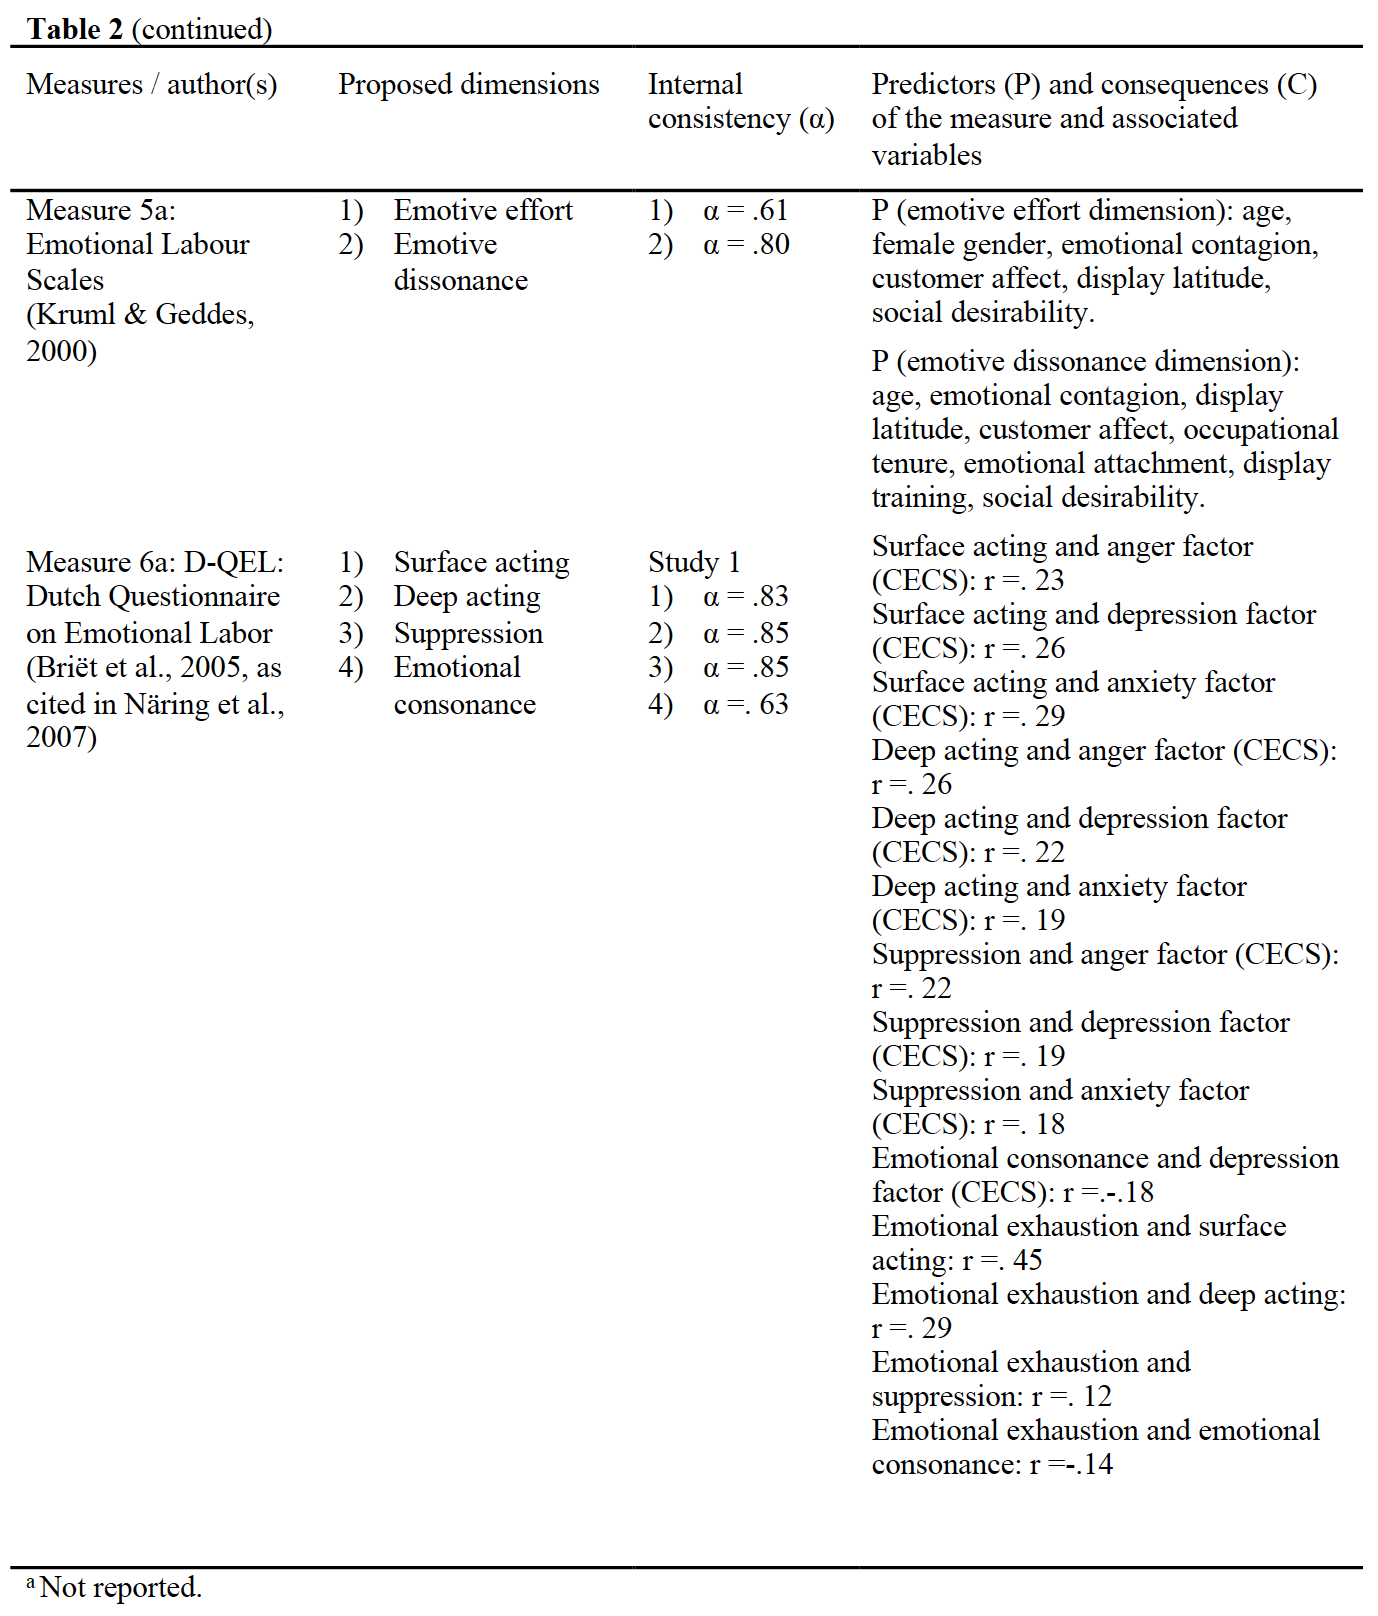 Table 2 (continued)
Measures / author(s)
Proposed dimensions
Internal
consistency (α)
Predictors (P) and consequences (C)
of the measure and associated
variables
Measure 5a:
Emotional Labour
Scales
(Kruml & Geddes,
2000)
1) Emotive effort
2) Emotive
dissonance
1) α = .61
2) α = .80
P (emotive effort dimension): age,
female gender, emotional contagion,
customer affect, display latitude,
social desirability.
P (emotive dissonance dimension):
age, emotional contagion, display
latitude, customer affect, occupational
tenure, emotional attachment, display
training, social desirability.
Measure 6a: D-QEL:
Dutch Questionnaire
on Emotional Labor
(Briët et al., 2005, as
cited in Näring et al.,
2007)
1) Surface acting
2) Deep acting
3) Suppression
4) Emotional
consonance
Study 1
1) α = .83
2) α = .85
3) α = .85
4) α =. 63
Surface acting and anger factor
(CECS): r =. 23
Surface acting and depression factor
(CECS): r =. 26
Surface acting and anxiety factor
(CECS): r =. 29
Deep acting and anger factor (CECS):
r =. 26
Deep acting and depression factor
(CECS): r =. 22
Deep acting and anxiety factor
(CECS): r =. 19
Suppression and anger factor (CECS):
r =. 22
Suppression and depression factor
(CECS): r =. 19
Suppression and anxiety factor
(CECS): r =. 18
Emotional consonance and depression
factor (CECS): r =.-.18
Emotional exhaustion and surface
acting: r =. 45
Emotional exhaustion and deep acting:
r =. 29
Emotional exhaustion and
suppression: r =. 12
Emotional exhaustion and emotional
consonance: r =-.14
a Not reported.